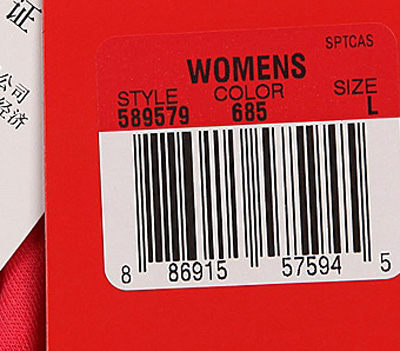 证
公司
经济
SPTCAS
WOMENS
STYLE COLOR SIZE
589579 685 L
8 86915 57594 5